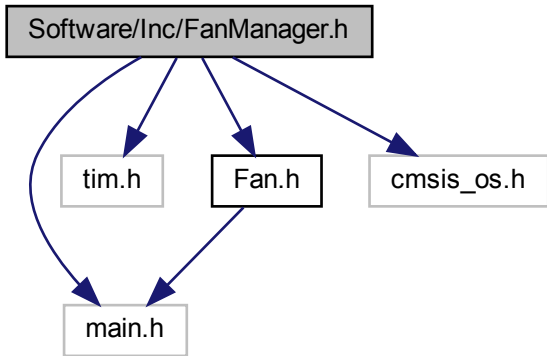 Software/Inc/FanManager.h
tim.h
Fan.h
cmsis_os.h
main.h